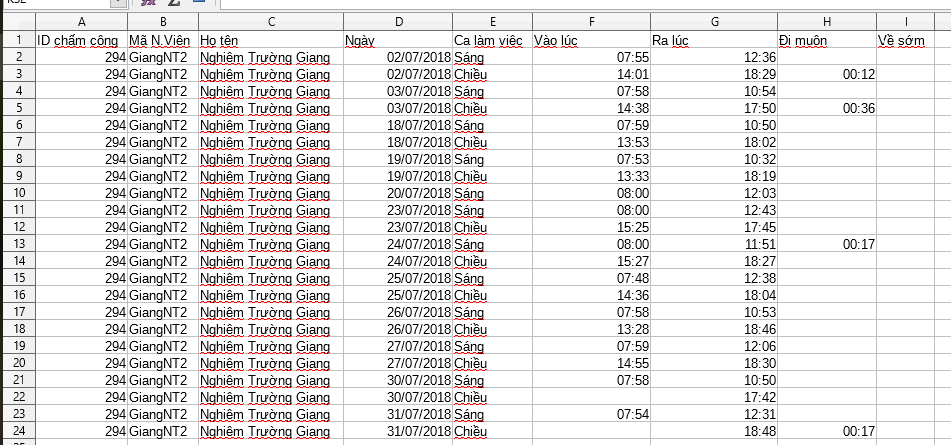 A B C D E F G H I
1 ID chấm công Mã N.Viên Họ tên Ngày Ca làm việc Vào lúc Ra lúc Đi muộn Về sớm
2 294 GiangNT2 Nghiêm Trường Giang 02/07/2018 Sáng 07:55 12:36
3 294 GiangNT2 Nghiêm Trường Giang 02/07/2018 Chiều 14:01 18:29 00:12
4 294 GiangNT2 Nghiêm Trường Giang 03/07/2018 Sáng 07:58 10:54
5 294 GiangNT2 Nghiêm Trường Giang 03/07/2018 Chiều 14:38 17:50 00:36
6 294 GiangNT2 Nghiêm Trường Giang 18/07/2018 Sáng 07:59 10:50
7 294 GiangNT2 Nghiêm Trường Giang 18/07/2018 Chiều 13:53 18:02
8 294 GiangNT2 Nghiêm Trường Giang 19/07/2018 Sáng 07:53 10:32
9 294 GiangNT2 Nghiêm Trường Giang 19/07/2018 Chiều 13:33 18:19
10 294 GiangNT2 Nghiêm Trường Giang 20/07/2018 Sáng 08:00 12:03
11 294 GiangNT2 Nghiêm Trường Giang 23/07/2018 Sáng 08:00 12:43
12 294 GiangNT2 Nghiêm Trường Giang 23/07/2018 Chiều 15:25 17:45
13 294 GiangNT2 Nghiêm Trường Giang 24/07/2018 Sáng 08:00 11:51 00:17
14 294 GiangNT2 Nghiêm Trường Giang 24/07/2018 Chiều 15:27 18:27
15 294 GiangNT2 Nghiêm Trường Giang 25/07/2018 Sáng 07:48 12:38
16 294 GiangNT2 Nghiêm Trường Giang 25/07/2018 Chiều 14:36 18:04
17 294 GiangNT2 Nghiêm Trường Giang 26/07/2018 Sáng 07:58 10:53
18 294 GiangNT2 Nghiêm Trường Giang 26/07/2018 Chiều 13:28 18:46
19 294 GiangNT2 Nghiêm Trường Giang 27/07/2018 Sáng 07:59 12:06
20 294 GiangNT2 Nghiêm Trường Giang 27/07/2018 Chiều 14:55 18:30
21 294 GiangNT2 Nghiêm Trường Giang 30/07/2018 Sáng 07:58 10:50
22 294 GiangNT2 Nghiêm Trường Giang 30/07/2018 Chiều 17:42
23 294 GiangNT2 Nghiêm Trường Giang 31/07/2018 Sáng 07:54 12:31
24 294 GiangNT2 Nghiêm Trường Giang 31/07/2018 Chiều 18:48 00:17